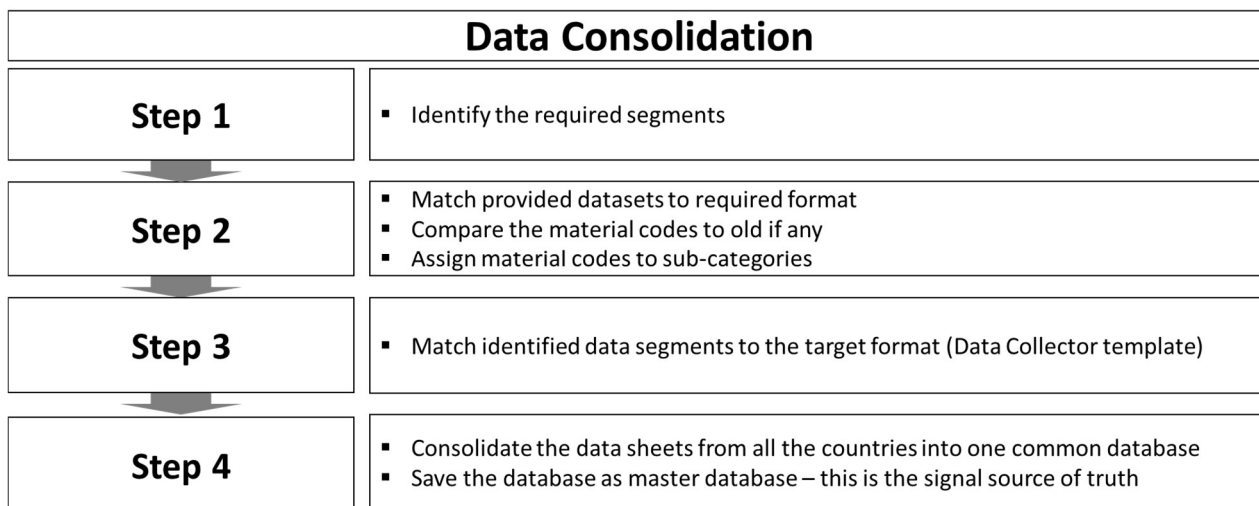 Data Consolidation
Step 1
▪ Identify the required segments
Step 2
▪ Match provided datasets to required format
▪ Compare the material codes to old if any
▪ Assign material codes to sub-categories
Step 3
▪ Match identified data segments to the target format (Data Collector template)
Step 4
▪ Consolidate the data sheets from all the countries into one common database
▪ Save the database as master database – this is the signal source of truth